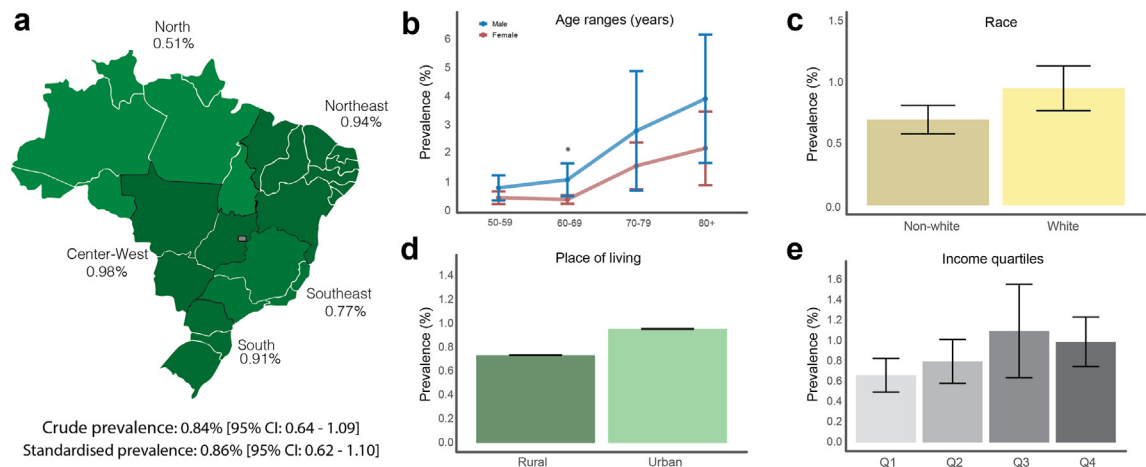 a
North
0.51%
Northeast
0.94%
Center-West
0.98%
Southeast
0.77%
South
0.91%
Crude prevalence: 0.84% [95% CI: 0.64 - 1.09]
Standardised prevalence: 0.86% [95% CI: 0.62 - 1.10]
b
Age ranges (years)
Male
Female
Prevalence (%)
6
5
4
3
2
1
0
*
50-59 60-69 70-79 80+
c
Race
Prevalence (%)
1.5
1.0
0.5
0.0
Non-white White
d
Place of living
Prevalence (%)
1.4
1.2
1.0
0.8
0.6
0.4
0.2
0.0
Rural Urban
e
Income quartiles
Prevalence (%)
1.5
1.4
1.2
1.0
0.8
0.6
0.4
0.2
0.0
Q1 Q2 Q3 Q4